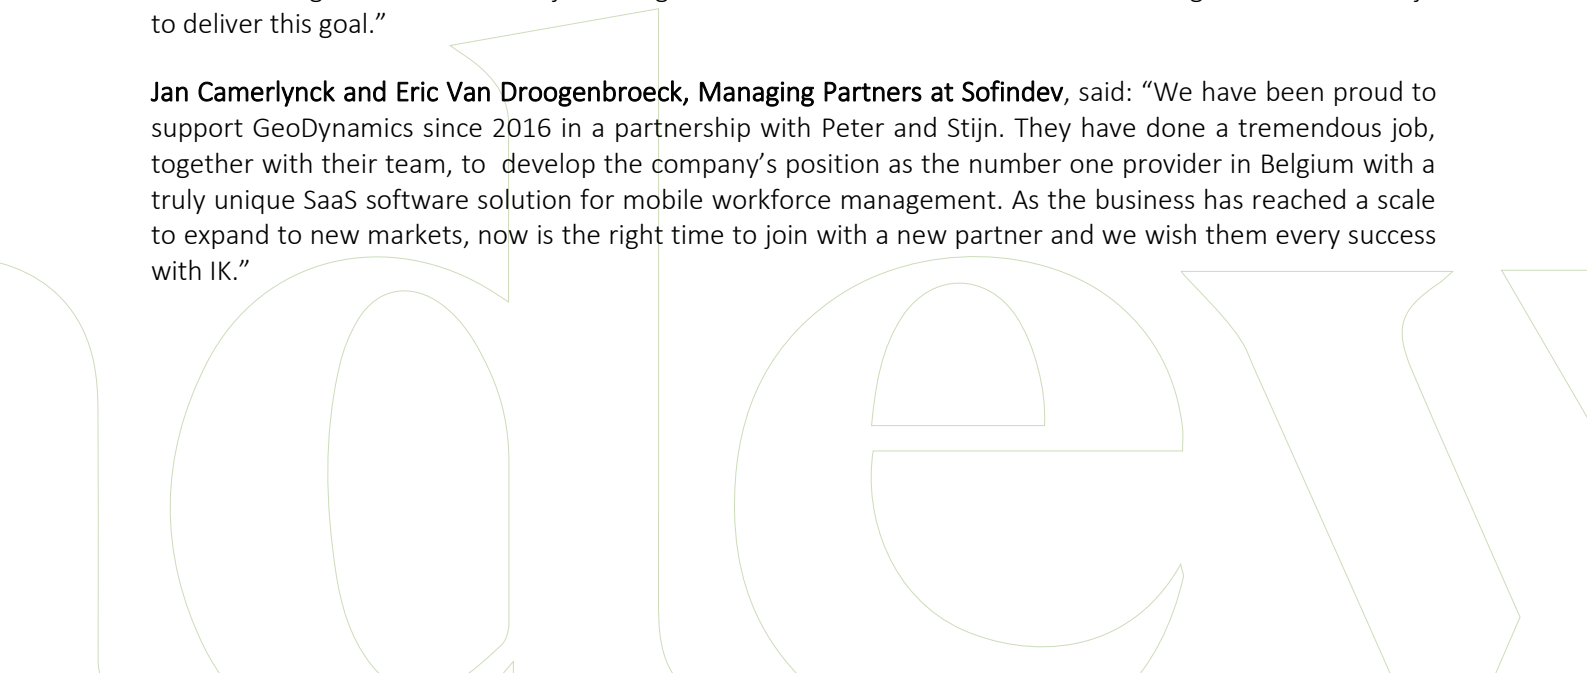 to deliver this goal.”
Jan Camerlynck and Eric Van Droogenbroeck, Managing Partners at Sofindev, said: “We have been proud to
support GeoDynamics since 2016 in a partnership with Peter and Stijn. They have done a tremendous job,
together with their team, to  develop the company’s position as the number one provider in Belgium with a
truly unique SaaS software solution for mobile workforce management. As the business has reached a scale
to expand to new markets, now is the right time to join with a new partner and we wish them every success
with IK.”
ndev